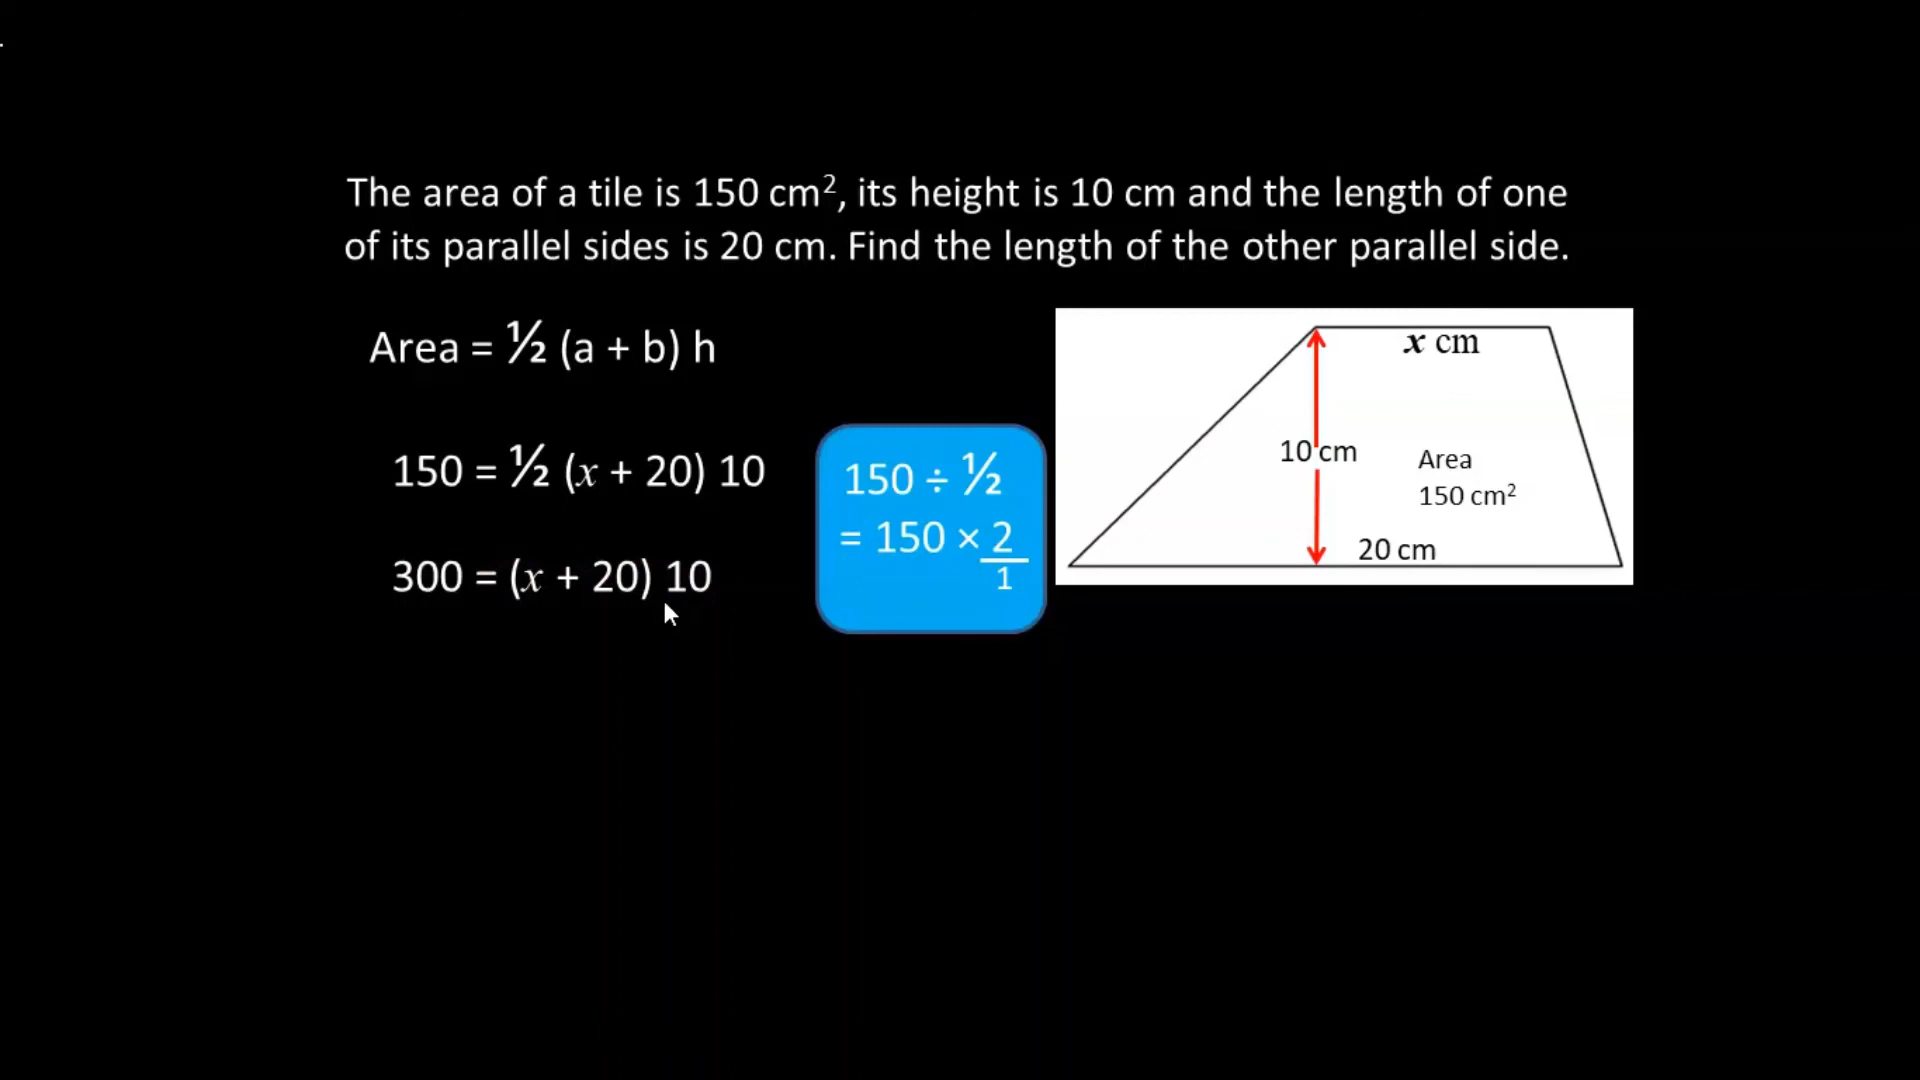 The area of a tile is 150 cm², its height is 10 cm and the length of one
of its parallel sides is 20 cm. Find the length of the other parallel side.
Area = ½ (a + b) h
150 = ½ (x + 20) 10
300 = (x + 20) 10
150 ÷ ½
= 150 × 2
1
x cm
10 cm
Area
150 cm²
20 cm